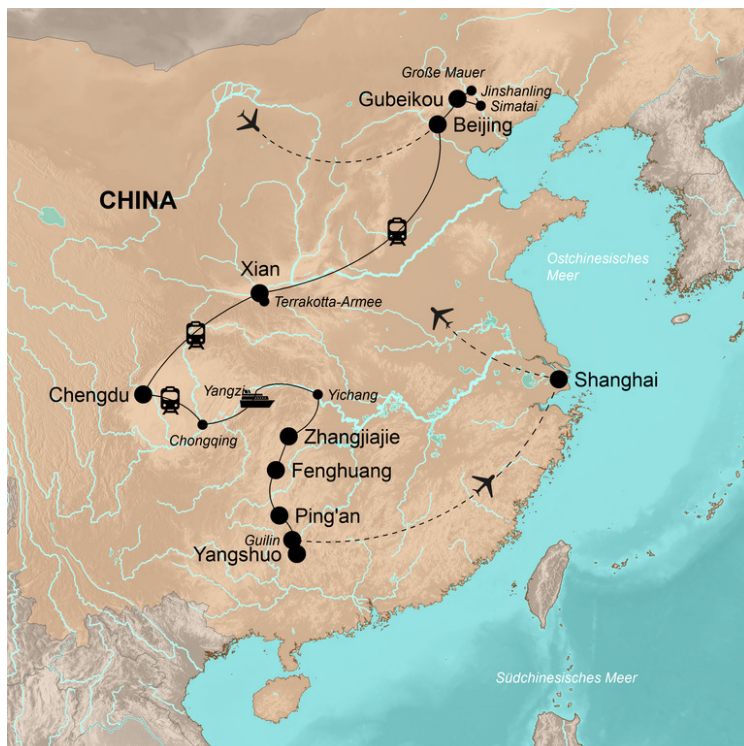 Große Mauer
Jinshanling
Gubeikou
Simatai
Beijing
CHINA
Ostchinesisches
Meer
Xian
Terrakotta-Armee
Shanghai
Chengdu
Yangzi
Yichang
Chongqing
Zhangjiajie
Fenghuang
Ping'an
Guilin
Yangshuo
Südchinesisches Meer